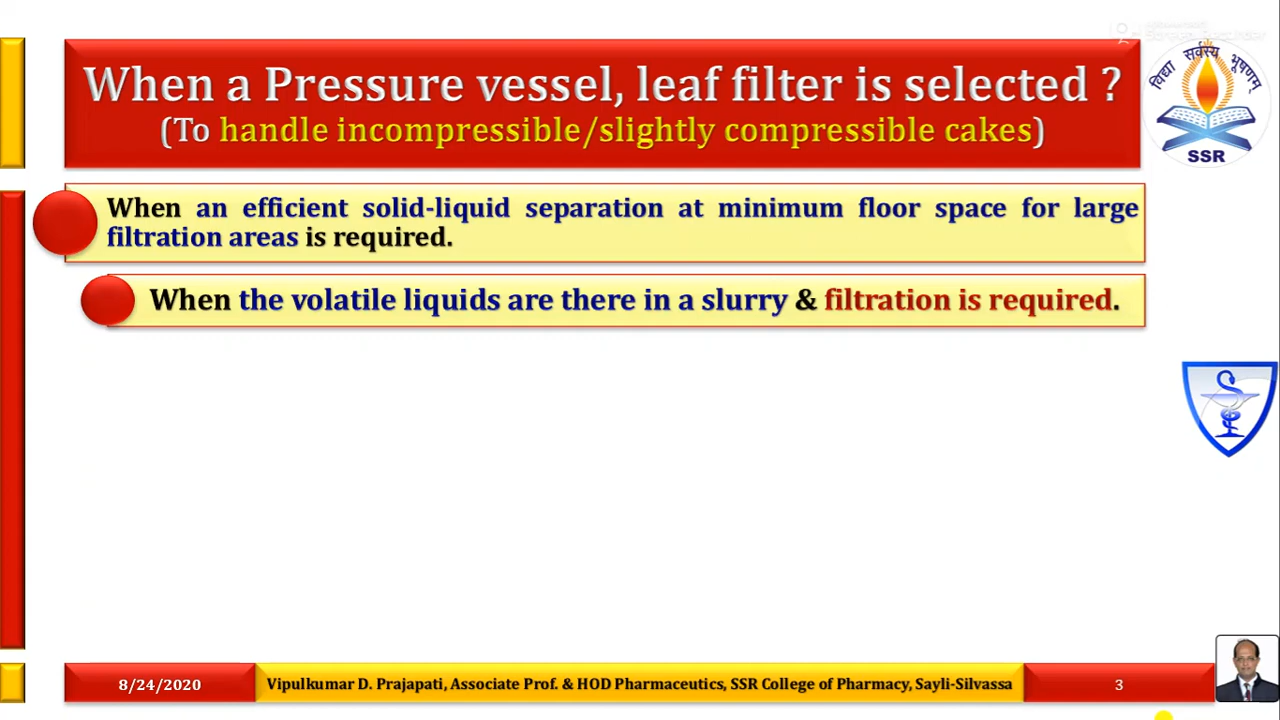 विद्या सर्वस्य भूषणम्
When a Pressure vessel, leaf filter is selected ?
(To handle incompressible/slightly compressible cakes)
SSR
When an efficient solid-liquid separation at minimum floor space for large
filtration areas is required.
When the volatile liquids are there in a slurry & filtration is required.
8/24/2020
Vipulkumar D. Prajapati, Associate Prof. & HOD Pharmaceutics, SSR College of Pharmacy, Sayli-Silvassa
3